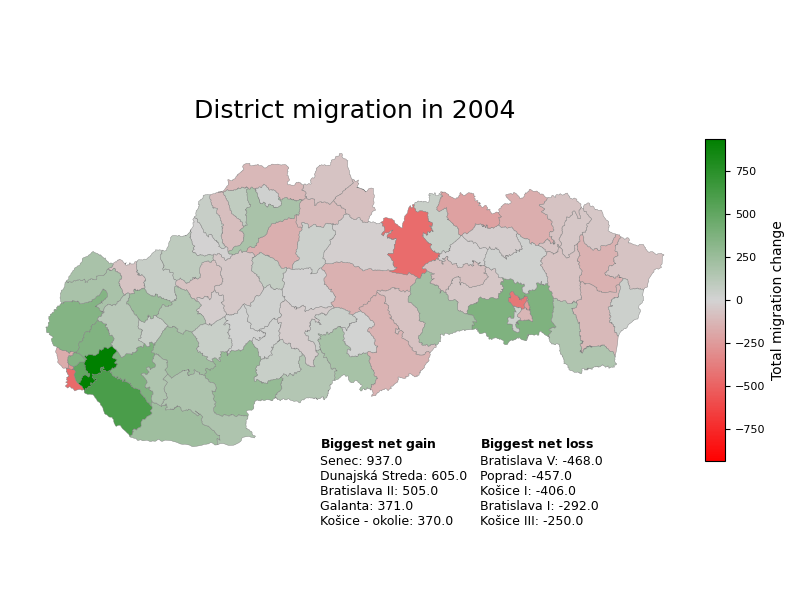 District migration in 2004
750
500
250
0
−250
−500
−750
Total migration change
Biggest net gain
Senec: 937.0
Dunajská Streda: 605.0
Bratislava II: 505.0
Galanta: 371.0
Košice - okolie: 370.0
Biggest net loss
Bratislava V: -468.0
Poprad: -457.0
Košice I: -406.0
Bratislava I: -292.0
Košice III: -250.0